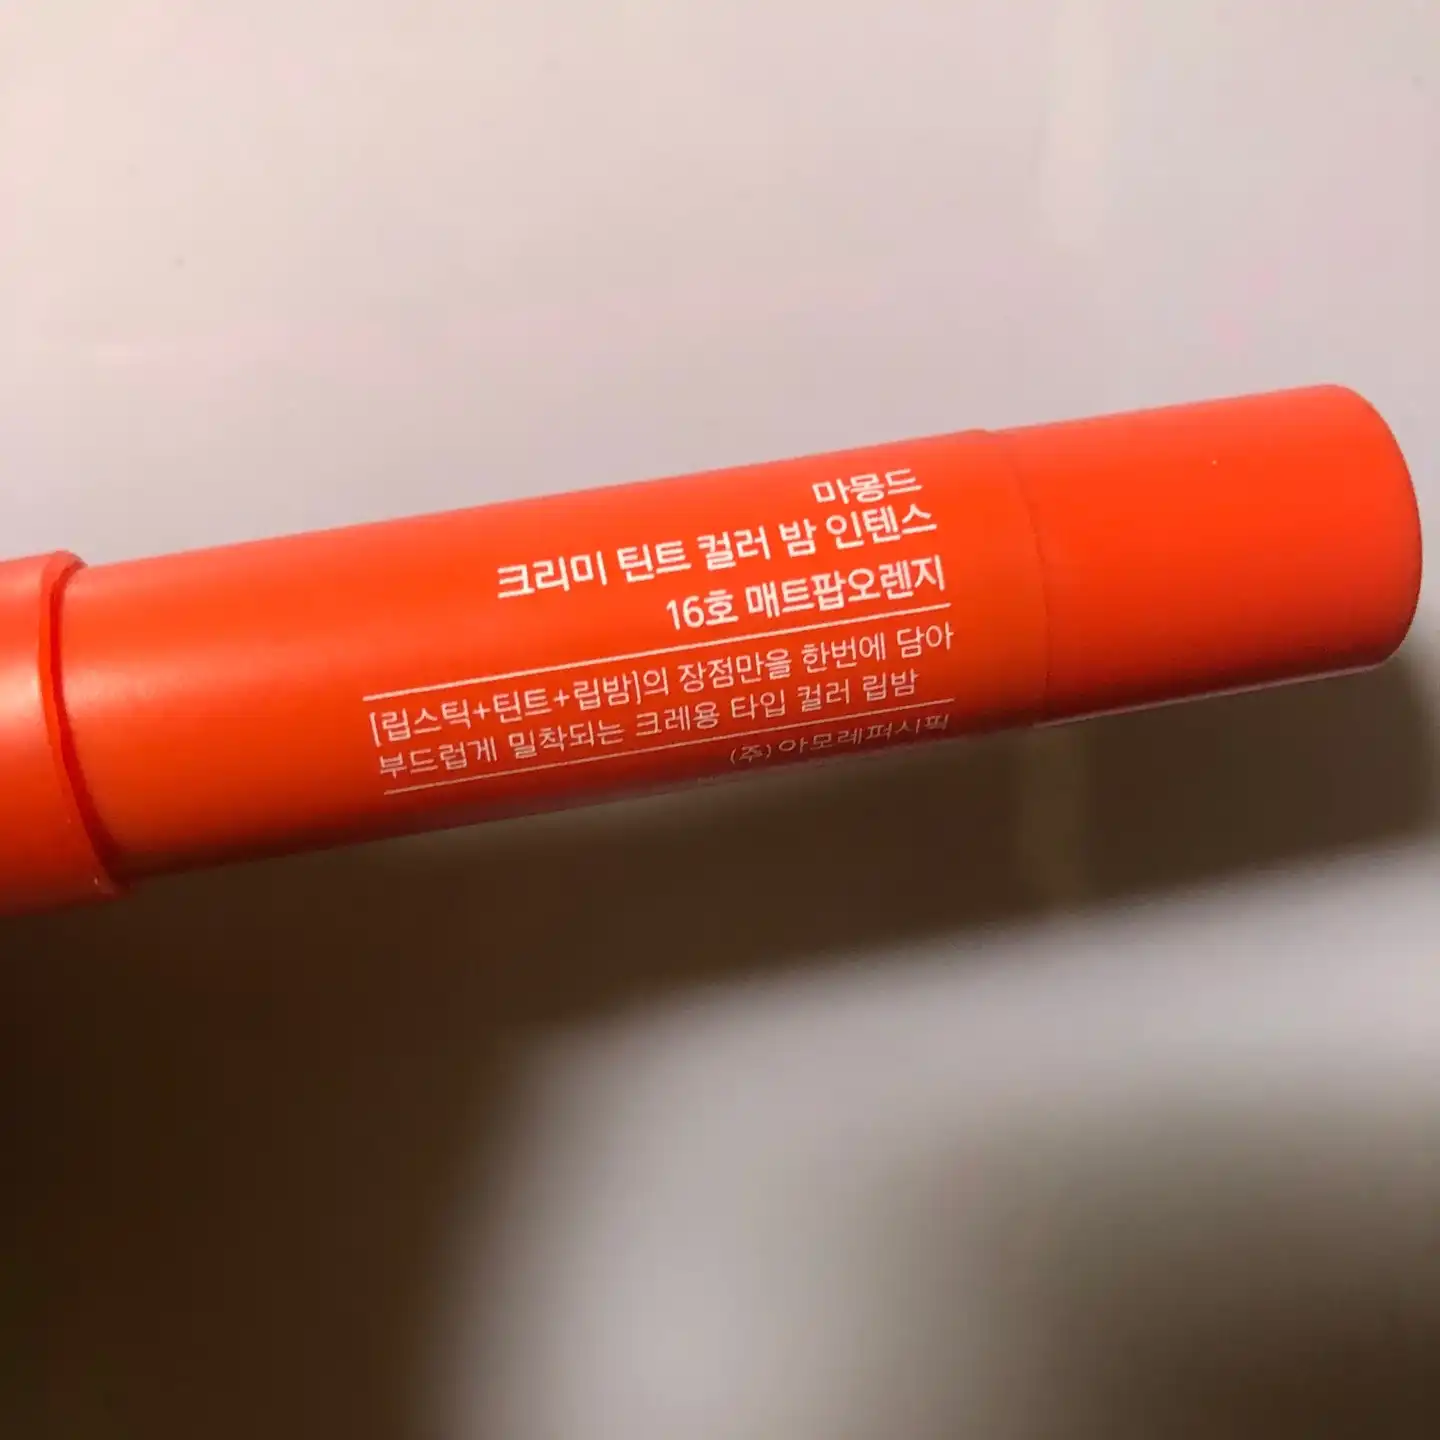 마몽드
크리미 틴트 컬러 밤 인텐스
16호 매트팝오렌지
[립스틱+틴트+립밤]의 장점만을 한번에 담아
부드럽게 밀착되는 크레용 타입 컬러 립밤
(주)아모레퍼시픽